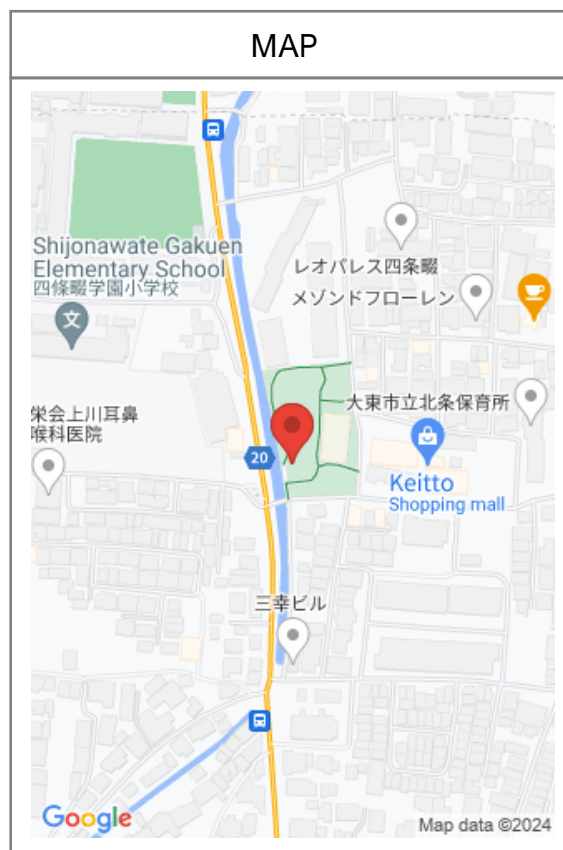 MAP
Shijonawate Gakuen
Elementary School
四條畷学園小学校
文
レオパレス四条畷
メゾンドフローレン
栄会上川耳鼻
喉科医院
大東市立北条保育所
20
Keitto
Shopping mall
三幸ビル
Google
Map data ©2024